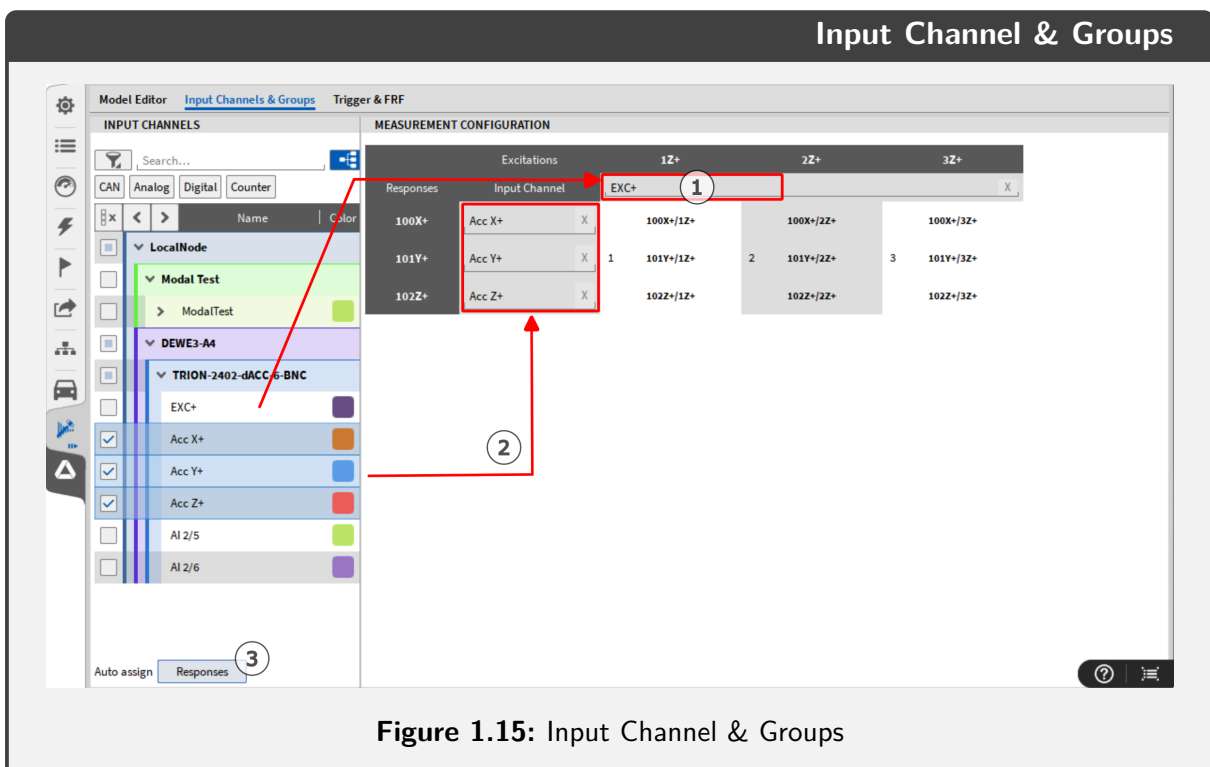 Input Channel & Groups
Model Editor Input Channels & Groups Trigger & FRF
INPUT CHANNELS
MEASUREMENT CONFIGURATION
Search...
CAN Analog Digital Counter
Name Color
LocalNode
Modal Test
ModalTest
DEWE3-A4
TRION-2402-dACC-6-BNC
EXC+
Acc X+
Acc Y+
Acc Z+
AI 2/5
AI 2/6
Auto assign Responses 3
Excitations 1Z+ 2Z+ 3Z+
Responses Input Channel EXC+ 1 X
100X+ Acc X+ X 100X+/1Z+ 100X+/2Z+ 100X+/3Z+
101Y+ Acc Y+ X 1 101Y+/1Z+ 2 101Y+/2Z+ 3 101Y+/3Z+
102Z+ Acc Z+ X 102Z+/1Z+ 102Z+/2Z+ 102Z+/3Z+
2
Figure 1.15: Input Channel & Groups